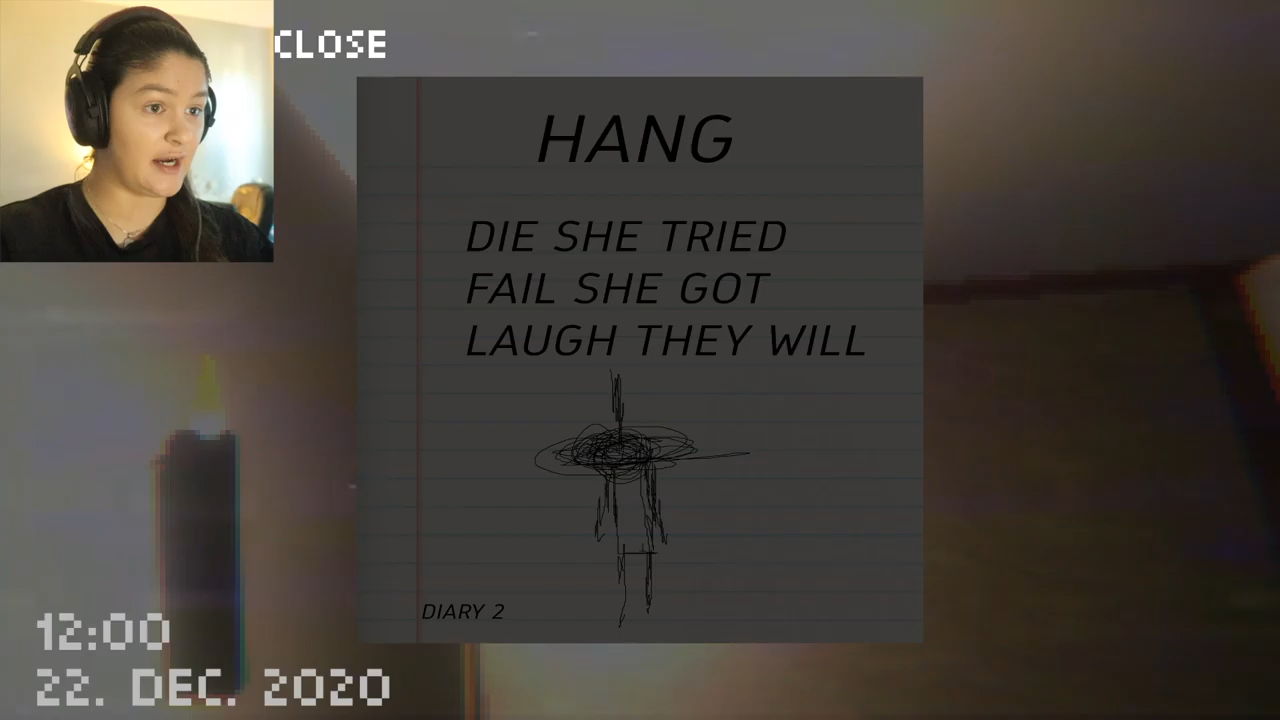 CLOSE
HANG
DIE SHE TRIED
FAIL SHE GOT
LAUGH THEY WILL
DIARY 2
12:00
22. DEC. 2020